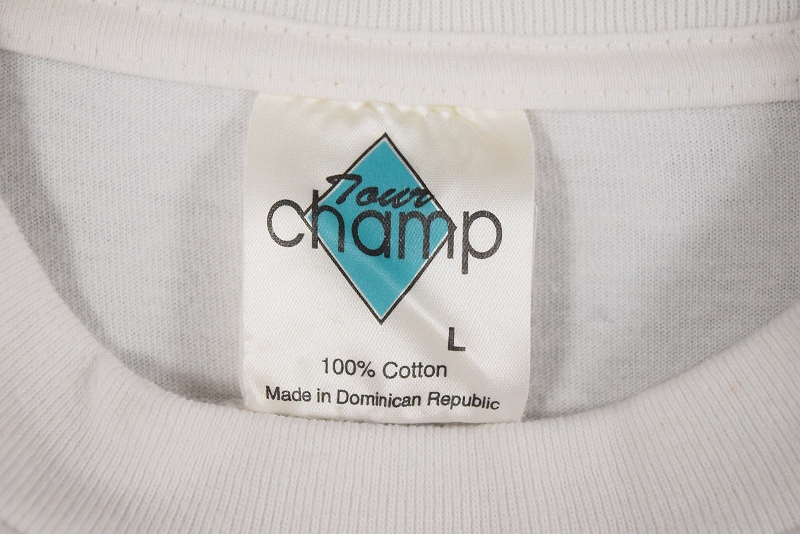 Tour
champ
L
100% Cotton
Made in Dominican Republic